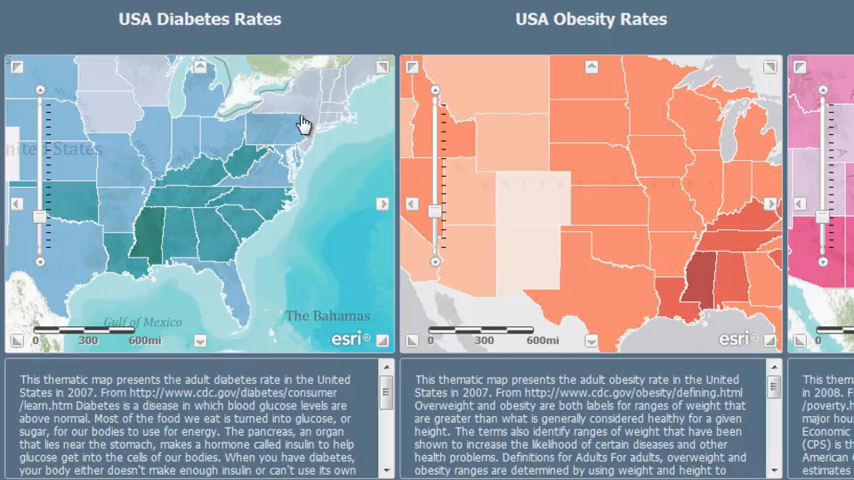 USA Diabetes Rates
USA Obesity Rates
nited States
Gulf of Mexico
The Bahamas
esri
0 300 600mi
UNITED STATES
esri
0 300 600mi
0
This thematic map presents the adult diabetes rate in the United
States in 2007. From http://www.cdc.gov/diabetes/consumer
/learn.htm Diabetes is a disease in which blood glucose levels are
above normal. Most of the food we eat is turned into glucose, or
sugar, for our bodies to use for energy. The pancreas, an organ
that lies near the stomach, makes a hormone called insulin to help
glucose get into the cells of our bodies. When you have diabetes,
your body either doesn't make enough insulin or can't use its own
This thematic map presents the adult obesity rate in the United
States in 2007. From http://www.cdc.gov/obesity/defining.html
Overweight and obesity are both labels for ranges of weight that
are greater than what is generally considered healthy for a given
height. The terms also identify ranges of weight that have been
shown to increase the likelihood of certain diseases and other
health problems. Definitions for Adults For adults, overweight and
obesity ranges are determined by using weight and height to
This them
in 2008. F
/poverty.h
major hou
Economic
(CPS) is th
American C
estimates